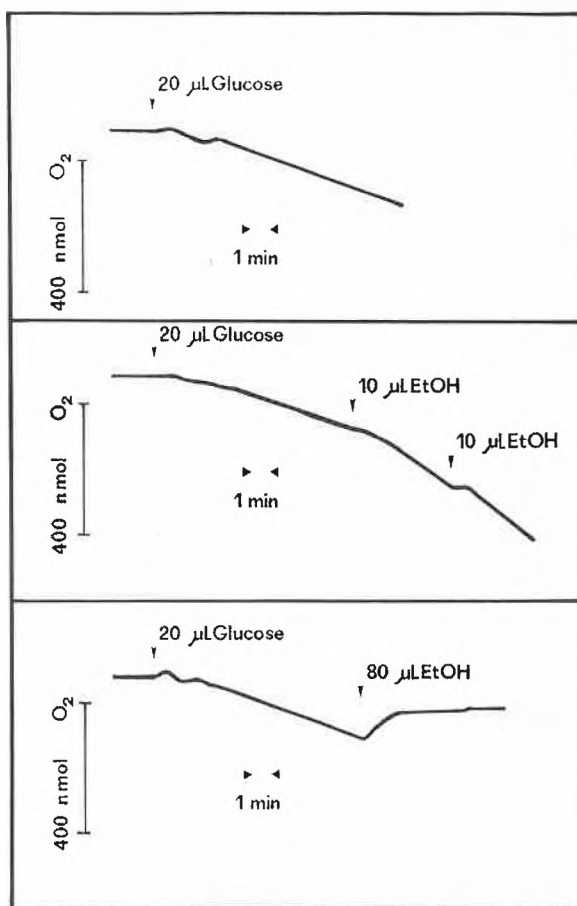 20 μLGlucose
O2
400 nmol
1 min
20 μLGlucose
10 μLEtOH
10 μLEtOH
O2
400 nmol
1 min
20 μLGlucose
80 μLEtOH
O2
400 nmol
1 min